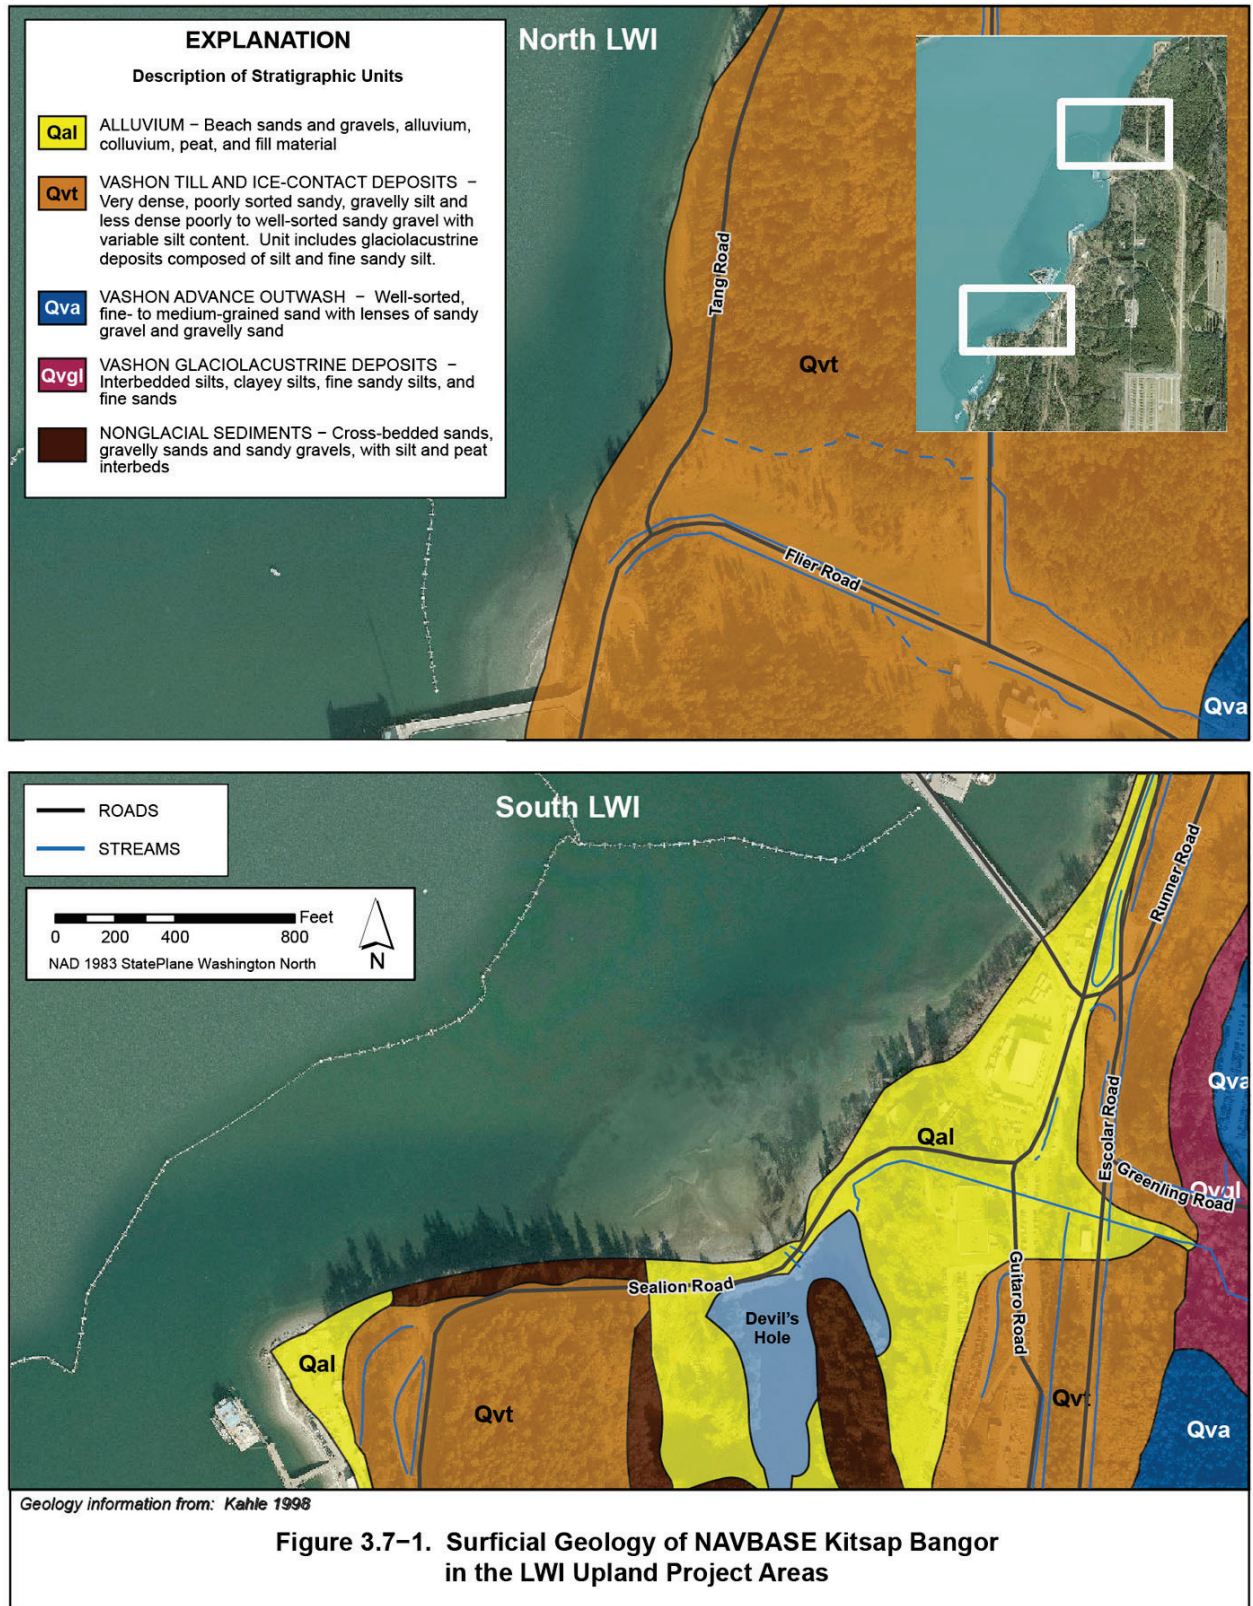 EXPLANATION
Description of Stratigraphic Units
Qal
ALLUVIUM – Beach sands and gravels, alluvium,
colluvium, peat, and fill material
Qvt
VASHON TILL AND ICE-CONTACT DEPOSITS –
Very dense, poorly sorted sandy, gravelly silt and
less dense poorly to well-sorted sandy gravel with
variable silt content. Unit includes glaciolacustrine
deposits composed of silt and fine sandy silt.
Qva
VASHON ADVANCE OUTWASH – Well-sorted,
fine- to medium-grained sand with lenses of sandy
gravel and gravelly sand
Qvgl
VASHON GLACIOLACUSTRINE DEPOSITS –
Interbedded silts, clayey silts, fine sandy silts, and
fine sands
NONGLACIAL SEDIMENTS – Cross-bedded sands,
gravelly sands and sandy gravels, with silt and peat
interbeds
North LWI
Tang Road
Qvt
Flier Road
Qva
ROADS
STREAMS
South LWI
Feet
0 200 400 800
NAD 1983 StatePlane Washington North
N
Runner Road
Qva
Qal
Escolar Road
Greenling Road
Qvgl
Sealion Road
Guitaro Road
Devil's
Hole
Qal
Qvt
Qvt
Qva
Geology information from: Kahle 1998
Figure 3.7–1. Surficial Geology of NAVBASE Kitsap Bangor
in the LWI Upland Project Areas